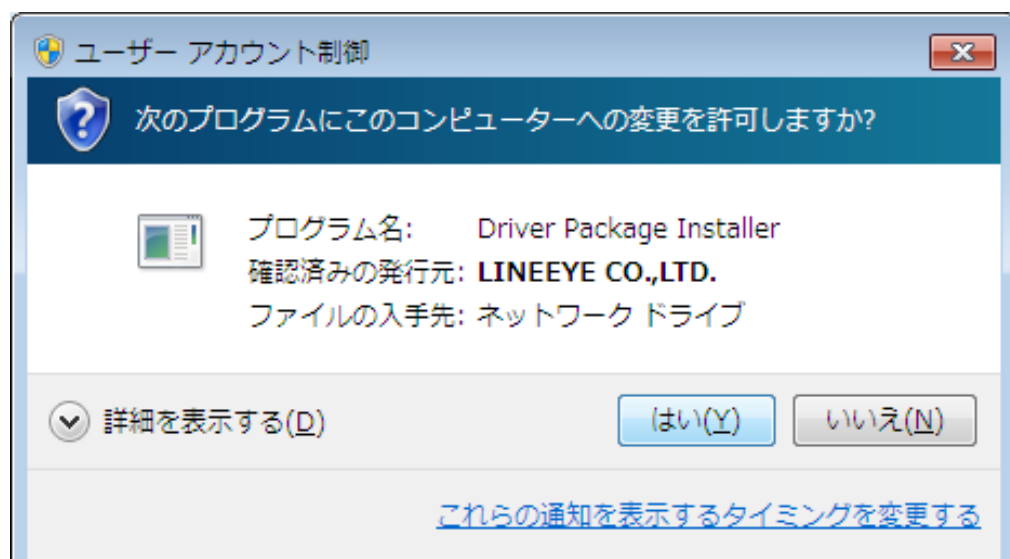 ユーザー アカウント制御
次のプログラムにこのコンピューターへの変更を許可しますか?
プログラム名: Driver Package Installer
確認済みの発行元: LINEEYE CO.,LTD.
ファイルの入手先: ネットワーク ドライブ
詳細を表示する(D) はい(Y) いいえ(N)
これらの通知を表示するタイミングを変更する